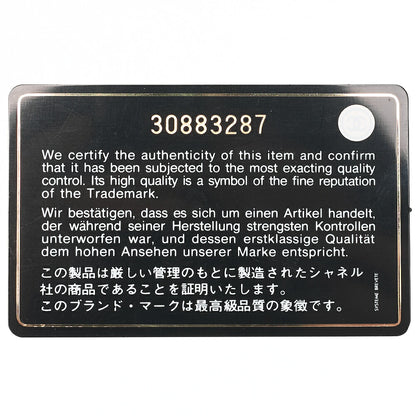 30883287
We certify the authenticity of this item and confirm
that it has been subjected to the most exacting quality
control. Its high quality is a symbol of the fine reputation
of the Trademark.
Wir bestätigen, dass es sich um einen Artikel handelt,
der während seiner Herstellung strengsten Kontrollen
unterworfen war, und dessen erstklassige Qualität
dem hohen Ansehen unserer Marke entspricht.
この製品は厳しい管理のもとに製造されたシャネル
社の商品であることを証明いたします。
このブランド・マークは最高級品質の象徴です。
SYSTEME BREVETE